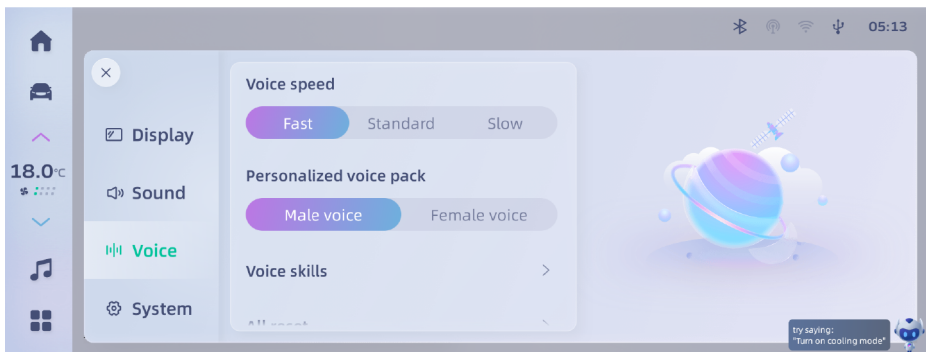 05:13
Display
Sound
Voice
System
18.0°C
Voice speed
Fast Standard Slow
Personalized voice pack
Male voice Female voice
Voice skills
try saying:
"Turn on cooling mode"